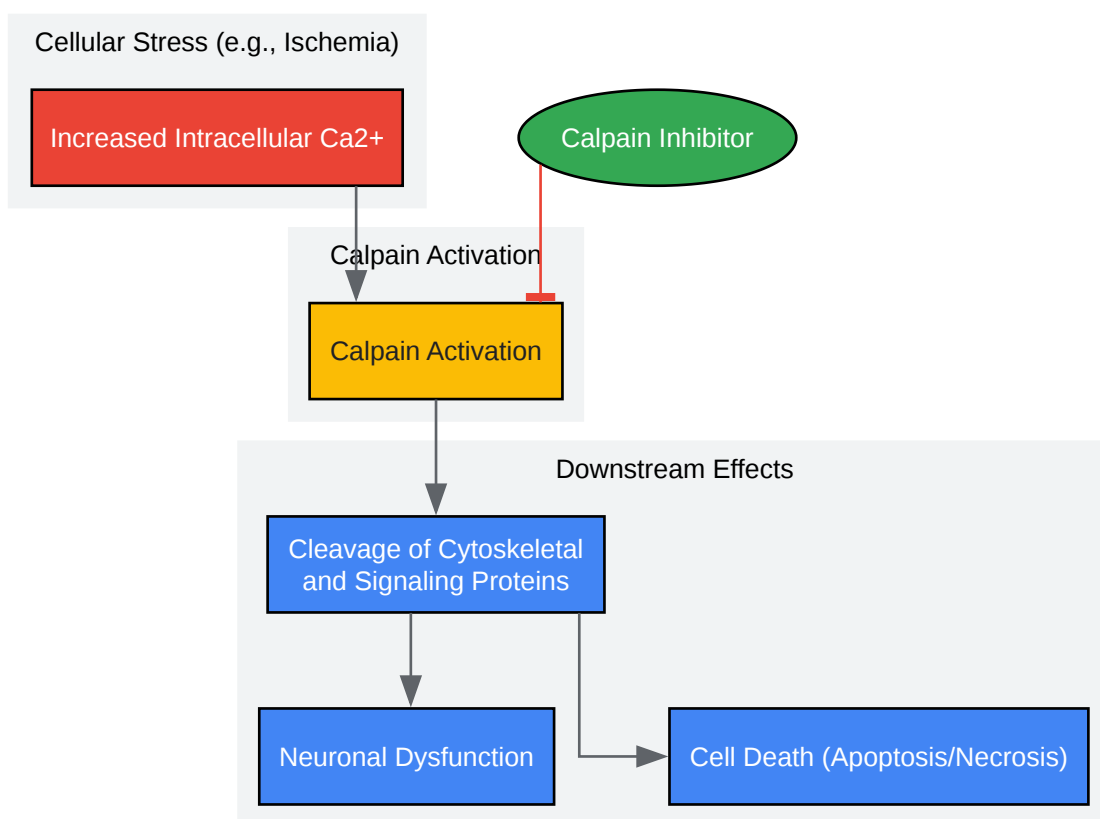 Cellular Stress (e.g., Ischemia)
Increased Intracellular Ca2+
Calpain Inhibitor
Calpain Activation
Calpain Activation
Downstream Effects
Cleavage of Cytoskeletal
and Signaling Proteins
Neuronal Dysfunction
Cell Death (Apoptosis/Necrosis)